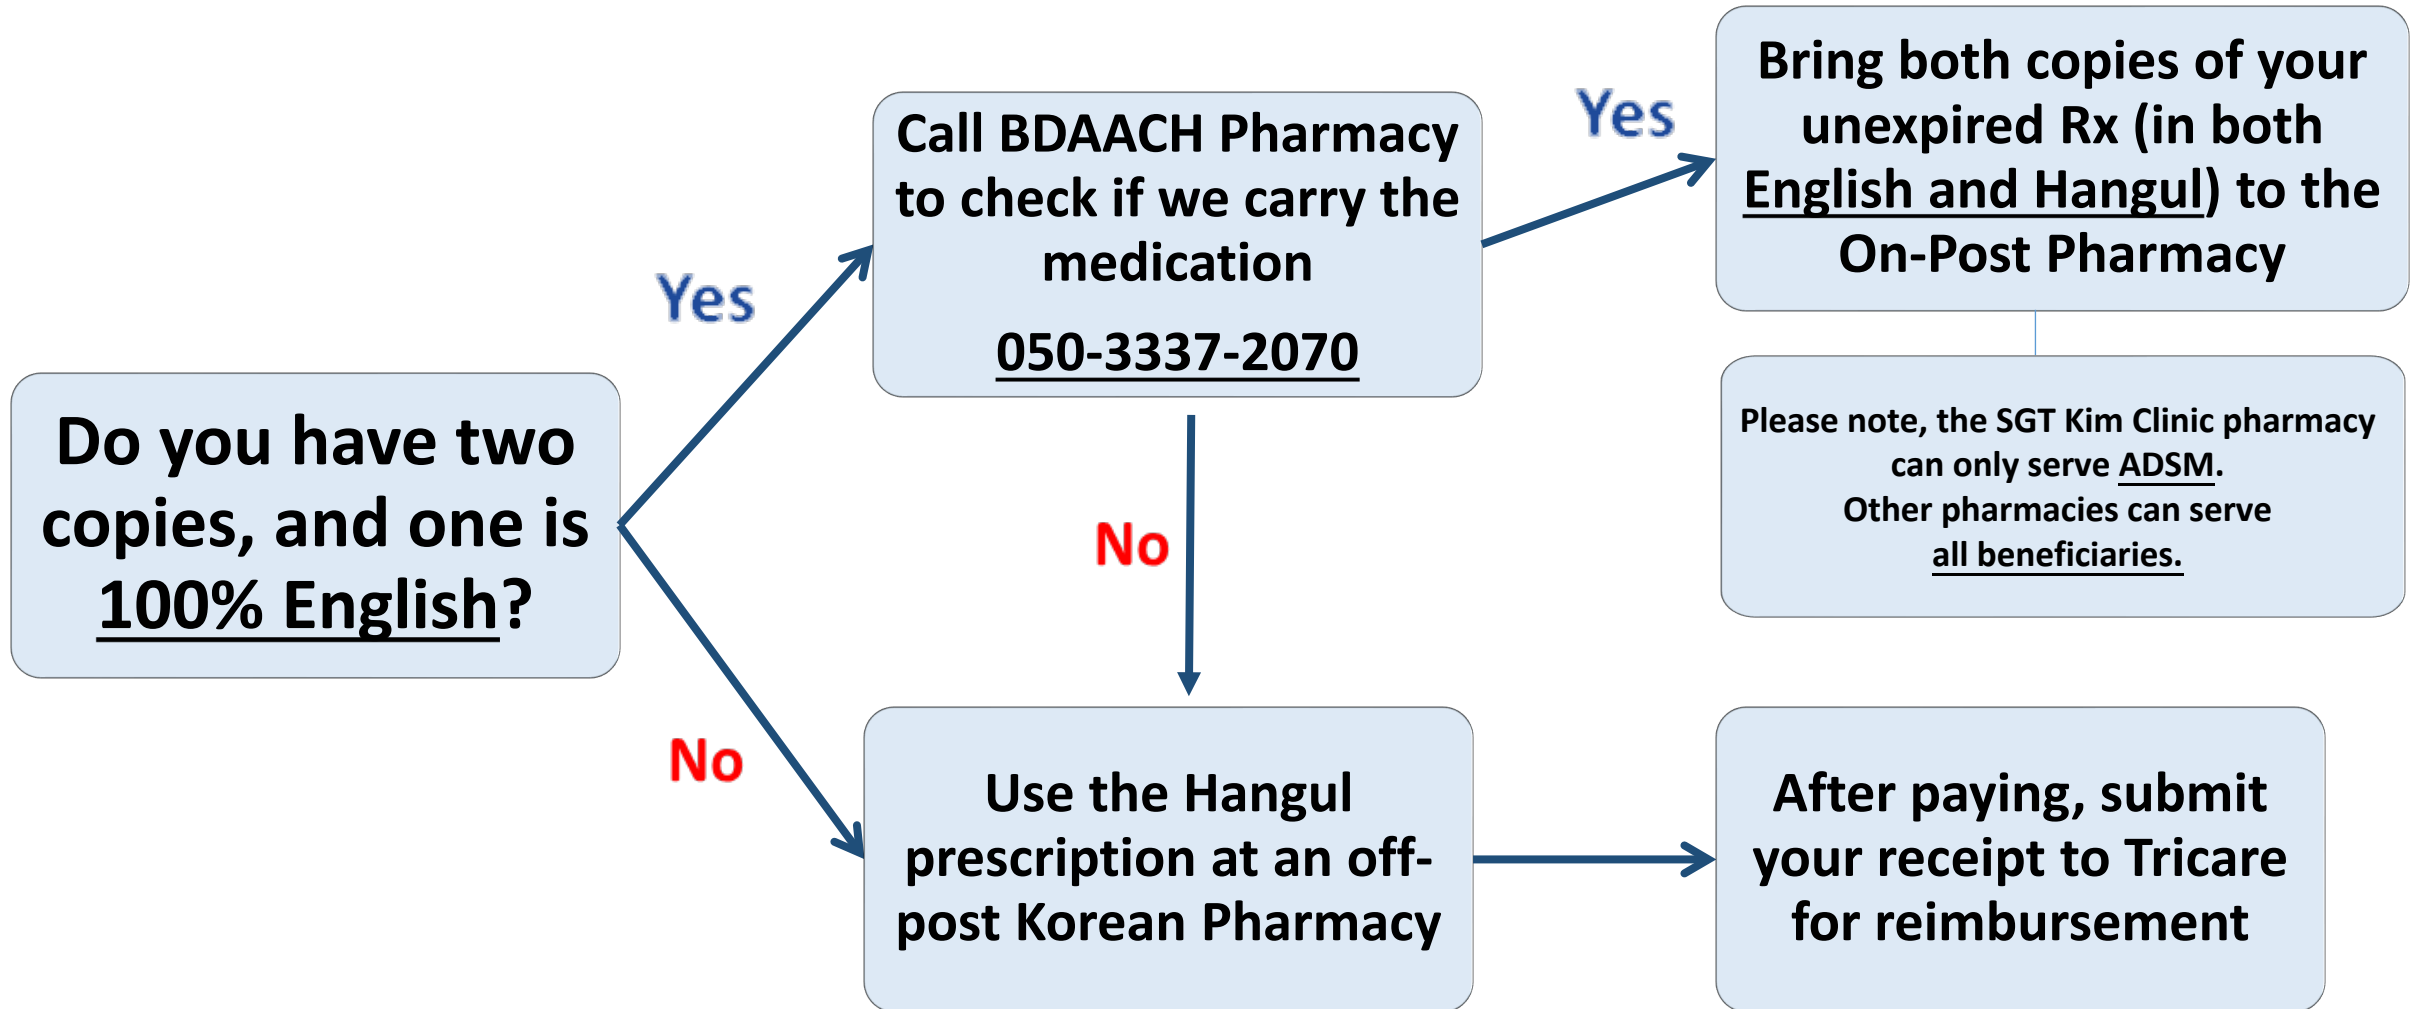 Do you have two
copies, and one is
100% English?
Yes
Call BDAACH Pharmacy
to check if we carry the
medication
050-3337-2070
Yes
Bring both copies of your
unexpired Rx (in both
English and Hangul) to the
On-Post Pharmacy
Please note, the SGT Kim Clinic pharmacy
can only serve ADSM.
Other pharmacies can serve
all beneficiaries.
No
No
Use the Hangul
prescription at an off-
post Korean Pharmacy
After paying, submit
your receipt to Tricare
for reimbursement